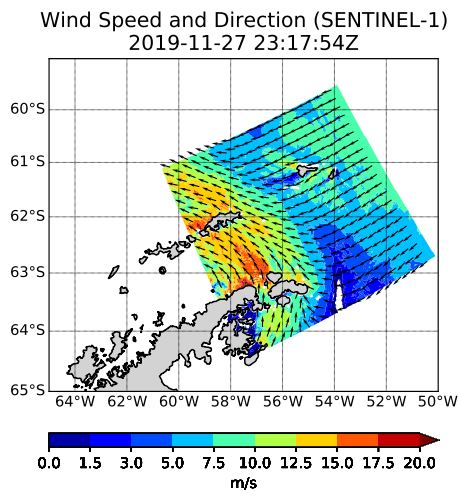 Wind Speed and Direction (SENTINEL-1)
2019-11-27 23:17:54Z
60°S
61°S
62°S
63°S
64°S
65°S
64°W 62°W 60°W 58°W 56°W 54°W 52°W 50°W
0.0 1.5 3.0 5.0 7.5 10.0 12.5 15.0 17.5 20.0
m/s